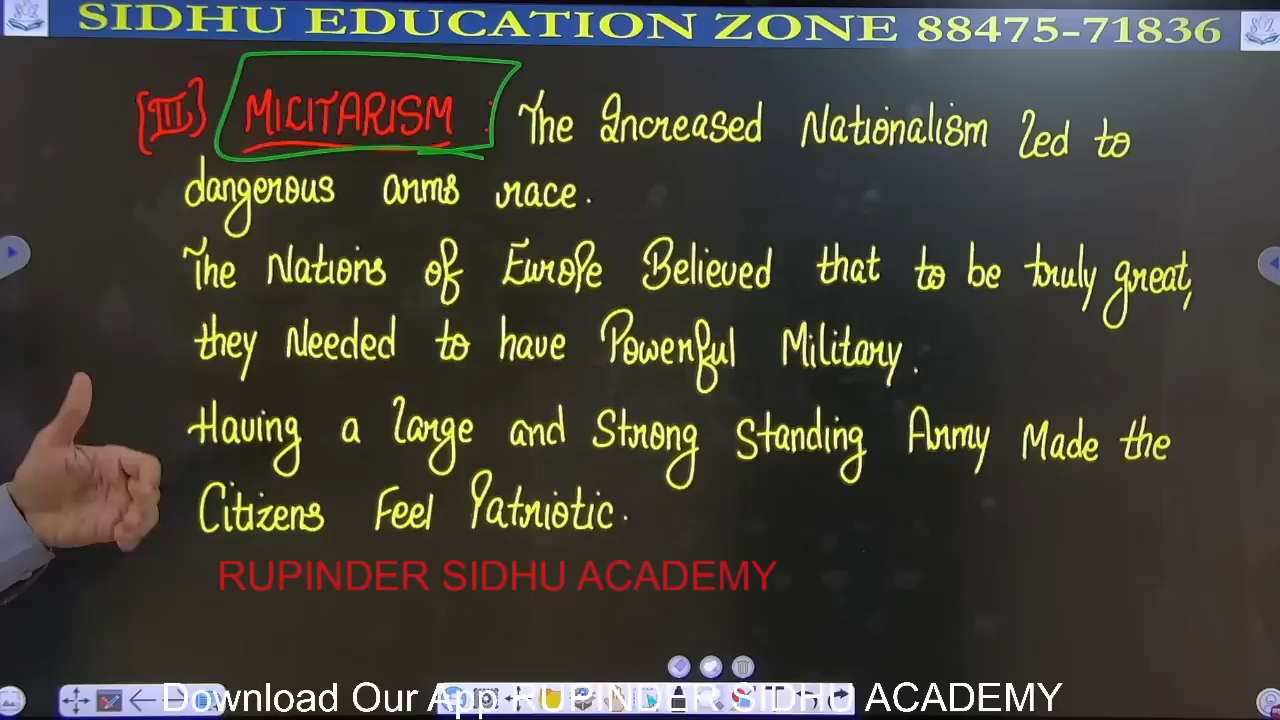 SIDHU EDUCATION ZONE 88475-71836
[III] MILITARISM : The Increased Nationalism led to
dangerous arms race.
The Nations of Europe Believed that to be truly great,
they Needed to have Powerful Military.
Having a large and Strong Standing Army Made the
Citizens Feel Patriotic.
RUPINDER SIDHU ACADEMY
Download Our App RUPINDER SIDHU ACADEMY